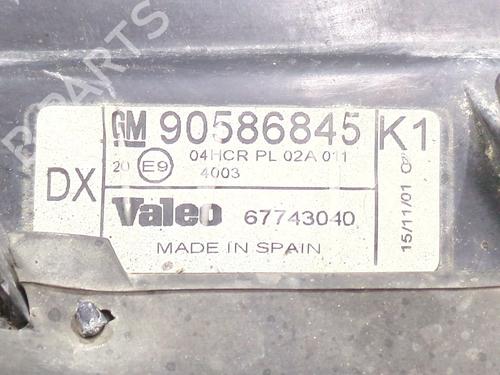 GM 90586845 K1
20 E9 04HCR PL 02A 011
4003
DX
Valeo 67743040
MADE IN SPAIN
15/11/01
PARTS